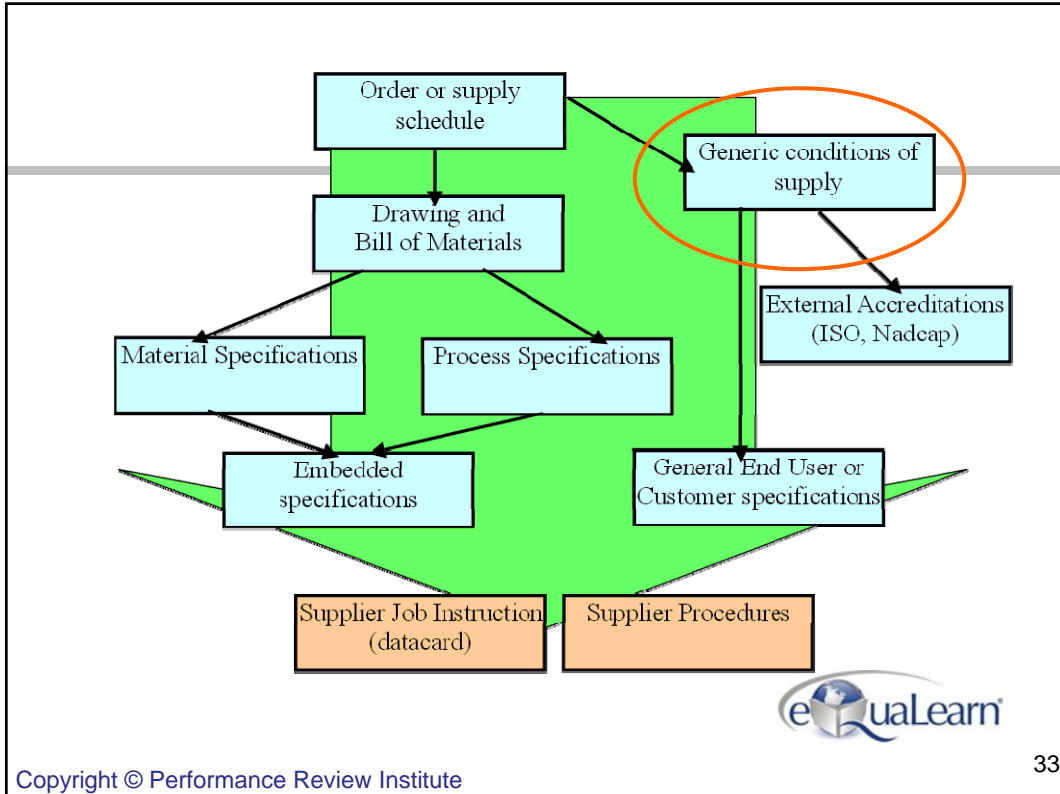 Order or supply
schedule
Generic conditions of
supply
Drawing and
Bill of Materials
External Accreditations
(ISO, Nadcap)
Material Specifications
Process Specifications
Embedded
specifications
General End User or
Customer specifications
Supplier Job Instruction
(datacard)
Supplier Procedures
eQuaLearn
Copyright © Performance Review Institute
33